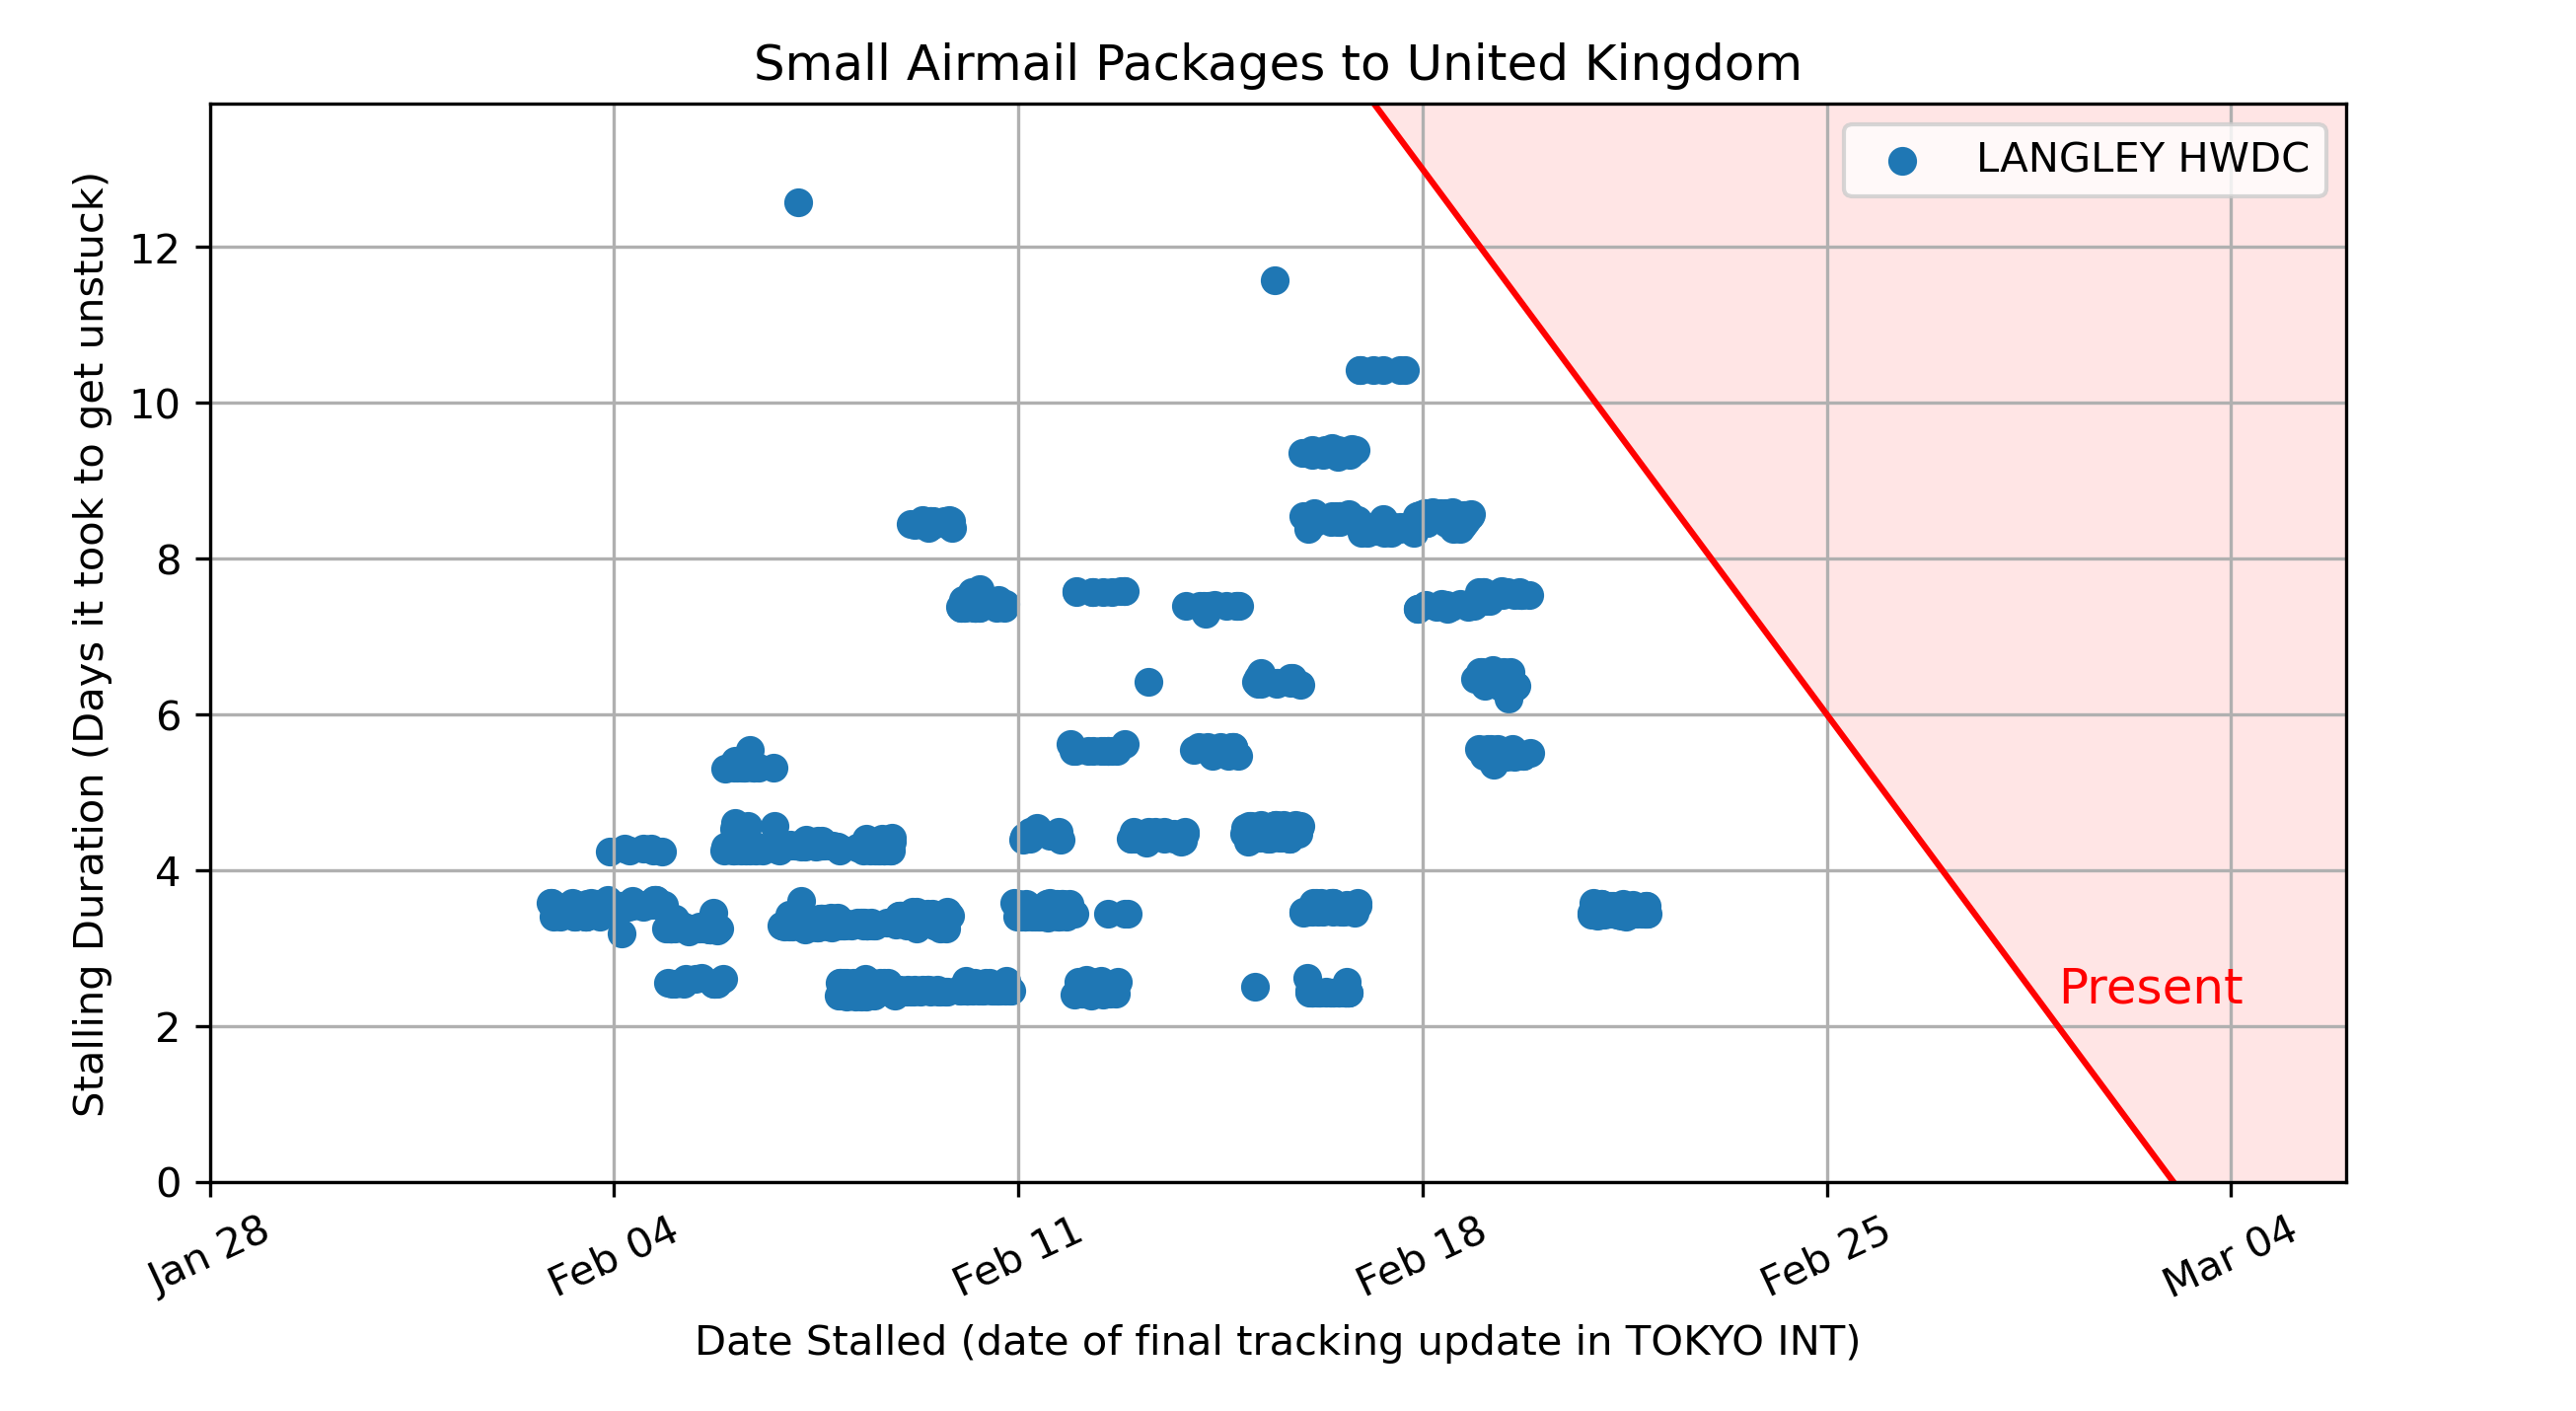 Small Airmail Packages to United Kingdom
LANGLEY HWDC
Stalling Duration (Days it took to get unstuck)
12
10
8
6
4
2
0
Present
Jan 28
Feb 04
Feb 11
Feb 18
Feb 25
Mar 04
Date Stalled (date of final tracking update in TOKYO INT)